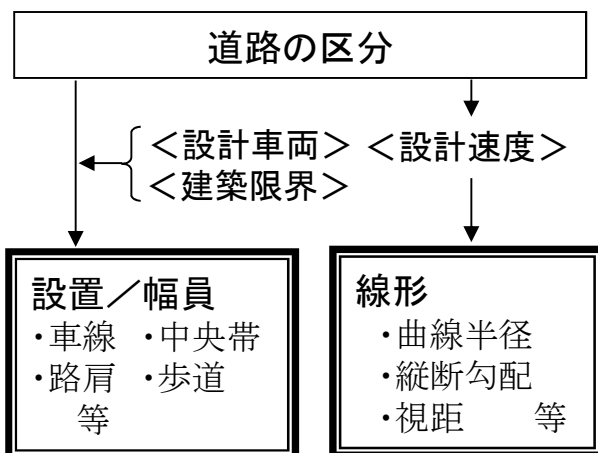 道路の区分
＜設計車両＞ ＜設計速度＞
＜建築限界＞
設置／幅員
・車線 ・中央帯
・路肩 ・歩道
等
線形
・曲線半径
・縦断勾配
・視距 等